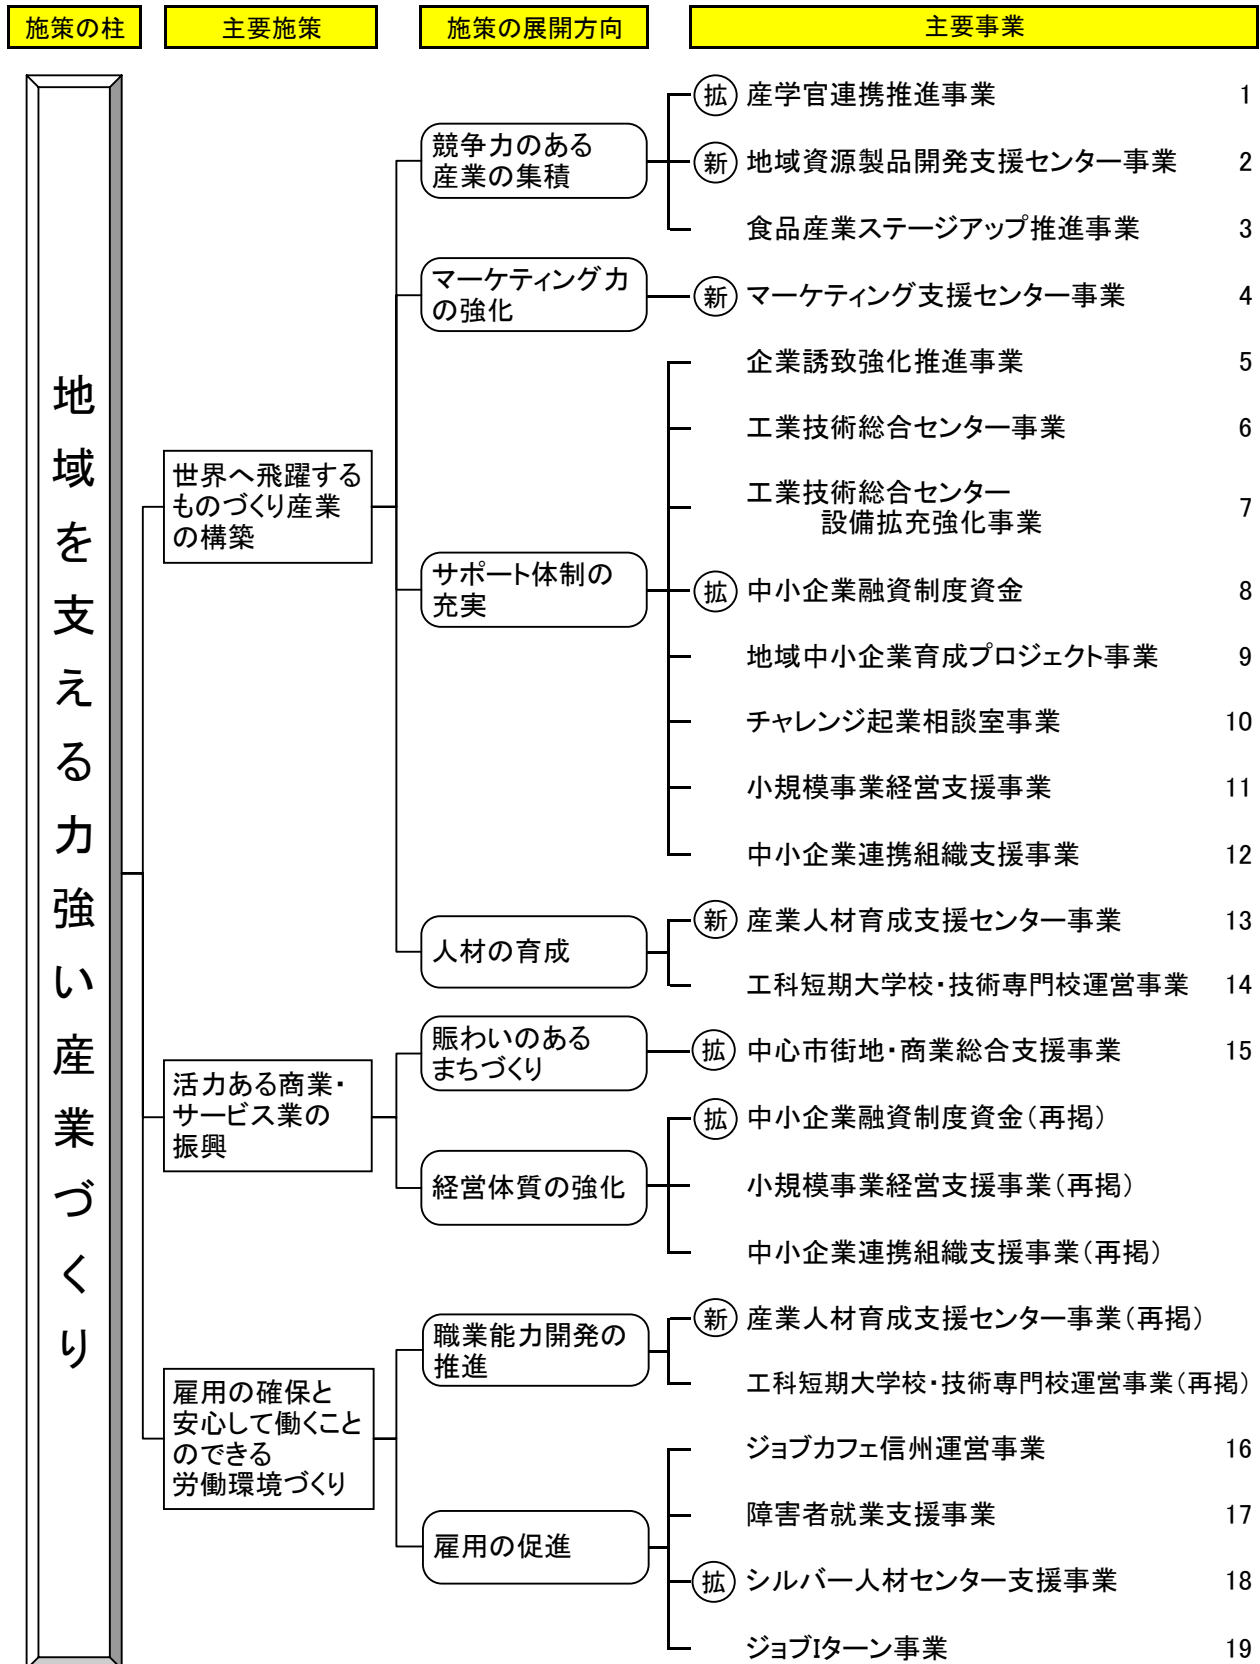 施策の柱
主要施策
施策の展開方向
主要事業
地域を支える力強い産業づくり
世界へ飛躍する
ものづくり産業
の構築
競争力のある
産業の集積
拡 産学官連携推進事業 1
新 地域資源製品開発支援センター事業 2
食品産業ステージアップ推進事業 3
マーケティング力
の強化
新 マーケティング支援センター事業 4
サポート体制の
充実
企業誘致強化推進事業 5
工業技術総合センター事業 6
工業技術総合センター
設備拡充強化事業 7
拡 中小企業融資制度資金 8
地域中小企業育成プロジェクト事業 9
チャレンジ起業相談室事業 10
小規模事業経営支援事業 11
中小企業連携組織支援事業 12
人材の育成
新 産業人材育成支援センター事業 13
工科短期大学校・技術専門校運営事業 14
活力ある商業・
サービス業の
振興
賑わいのある
まちづくり
拡 中心市街地・商業総合支援事業 15
経営体質の強化
拡 中小企業融資制度資金(再掲)
小規模事業経営支援事業(再掲)
中小企業連携組織支援事業(再掲)
雇用の確保と
安心して働くこと
のできる
労働環境づくり
職業能力開発の
推進
新 産業人材育成支援センター事業(再掲)
工科短期大学校・技術専門校運営事業(再掲)
雇用の促進
ジョブカフェ信州運営事業 16
障害者就業支援事業 17
拡 シルバー人材センター支援事業 18
ジョブIターン事業 19